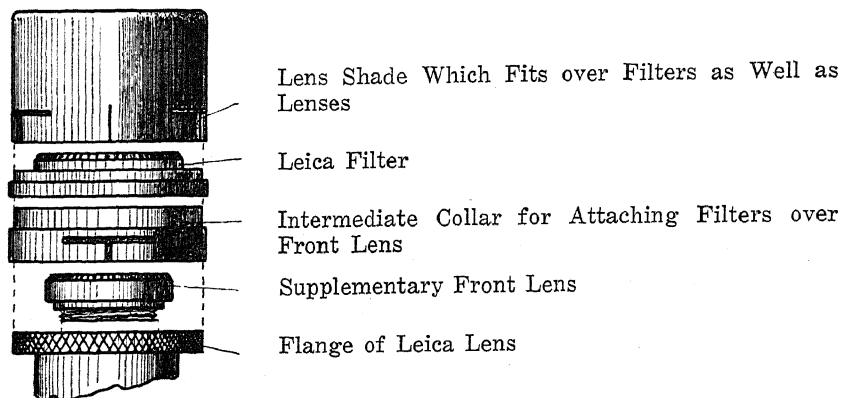 Lens Shade Which Fits over Filters as Well as
Lenses
Leica Filter
Intermediate Collar for Attaching Filters over
Front Lens
Supplementary Front Lens
Flange of Leica Lens